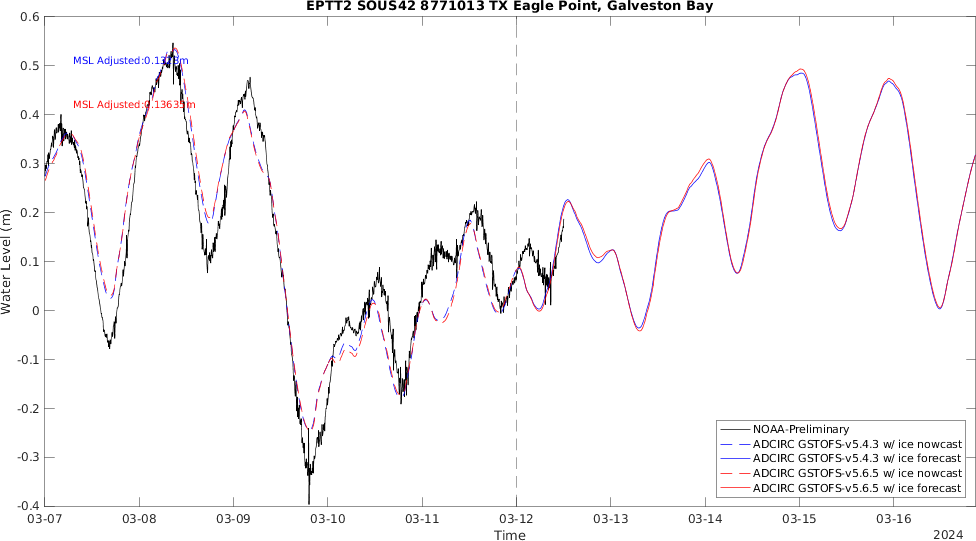 EPTT2 SOUS42 8771013 TX Eagle Point, Galveston Bay
0.6
0.5
0.4
0.3
0.2
0.1
0
-0.1
-0.2
-0.3
-0.4
Water Level (m)
MSL Adjusted:
MSL Adjusted:
NOAA-Preliminary
ADCIRC GSTOFS-v5.4.3 w/ ice nowcast
ADCIRC GSTOFS-v5.4.3 w/ ice forecast
ADCIRC GSTOFS-v5.6.5 w/ ice nowcast
ADCIRC GSTOFS-v5.6.5 w/ ice forecast
03-07 03-08 03-09 03-10 03-11 03-12 03-13 03-14 03-15 03-16
Time
2024